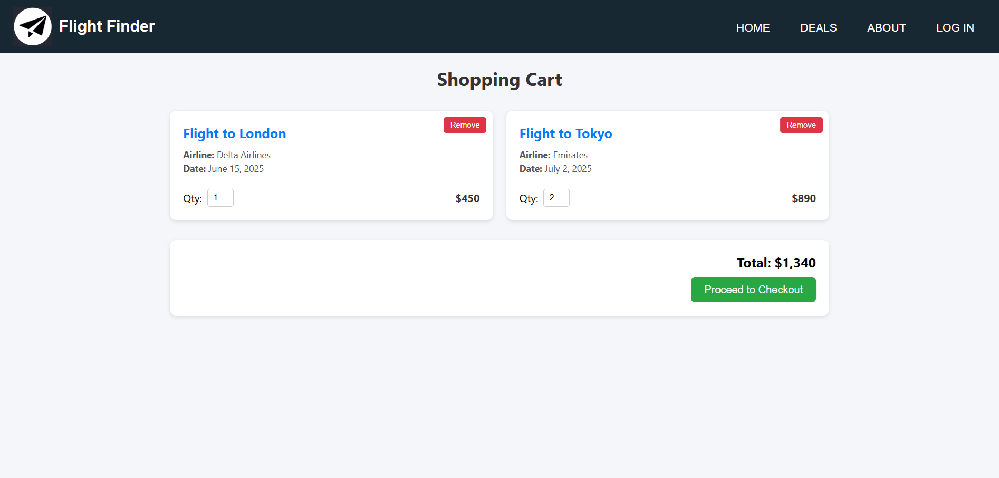 Flight Finder
HOME DEALS ABOUT LOG IN
Shopping Cart
Remove
Flight to London
Airline: Delta Airlines
Date: June 15, 2025
Qty: 1 $450
Remove
Flight to Tokyo
Airline: Emirates
Date: July 2, 2025
Qty: 2 $890
Total: $1,340
Proceed to Checkout